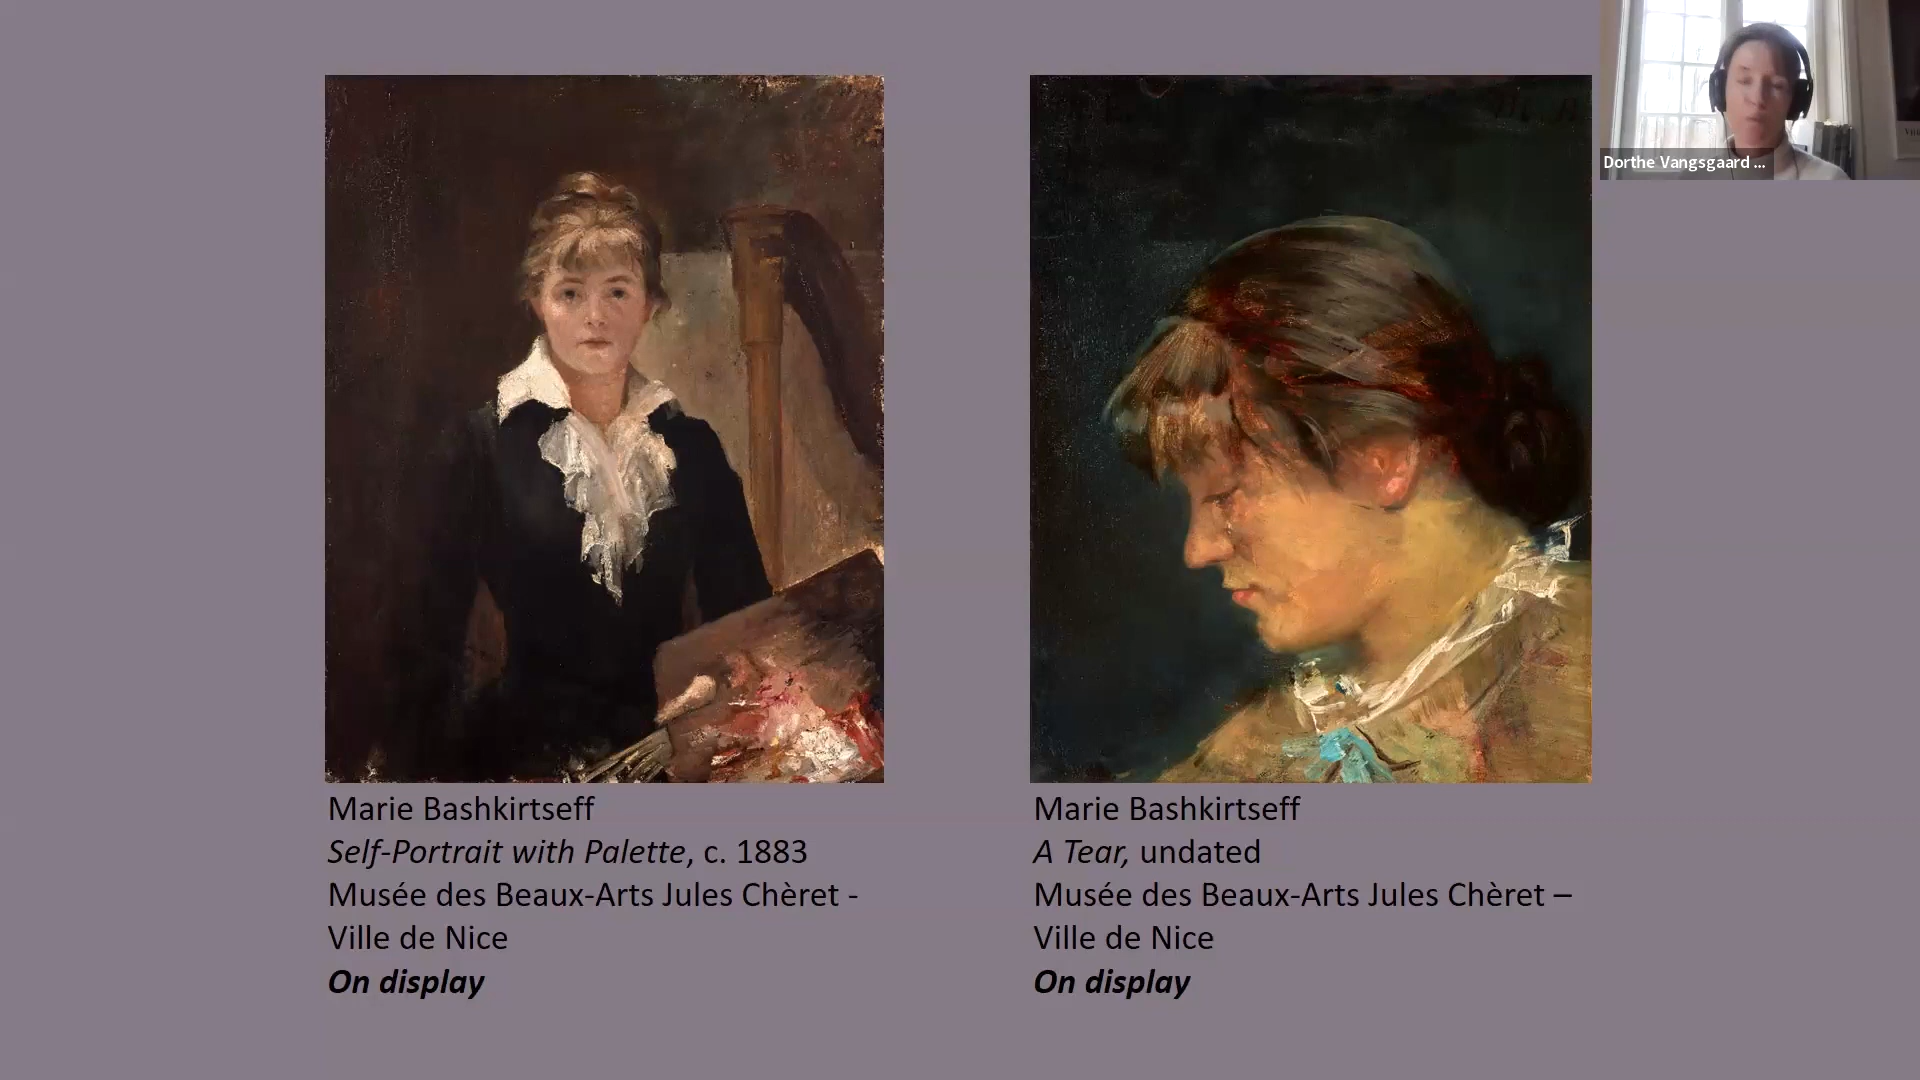 Dorthe Vangsgaard ...
Marie Bashkirtseff
Self-Portrait with Palette, c. 1883
Musée des Beaux-Arts Jules Chèret -
Ville de Nice
On display
Marie Bashkirtseff
A Tear, undated
Musée des Beaux-Arts Jules Chèret –
Ville de Nice
On display